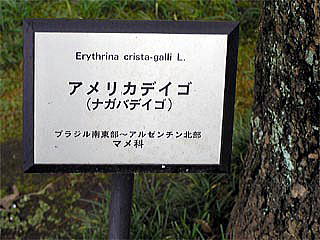 Erythrina crista-galli L.
アメリカデイゴ
(ナガバデイゴ)
ブラジル南東部～アルゼンチン北部
マメ科